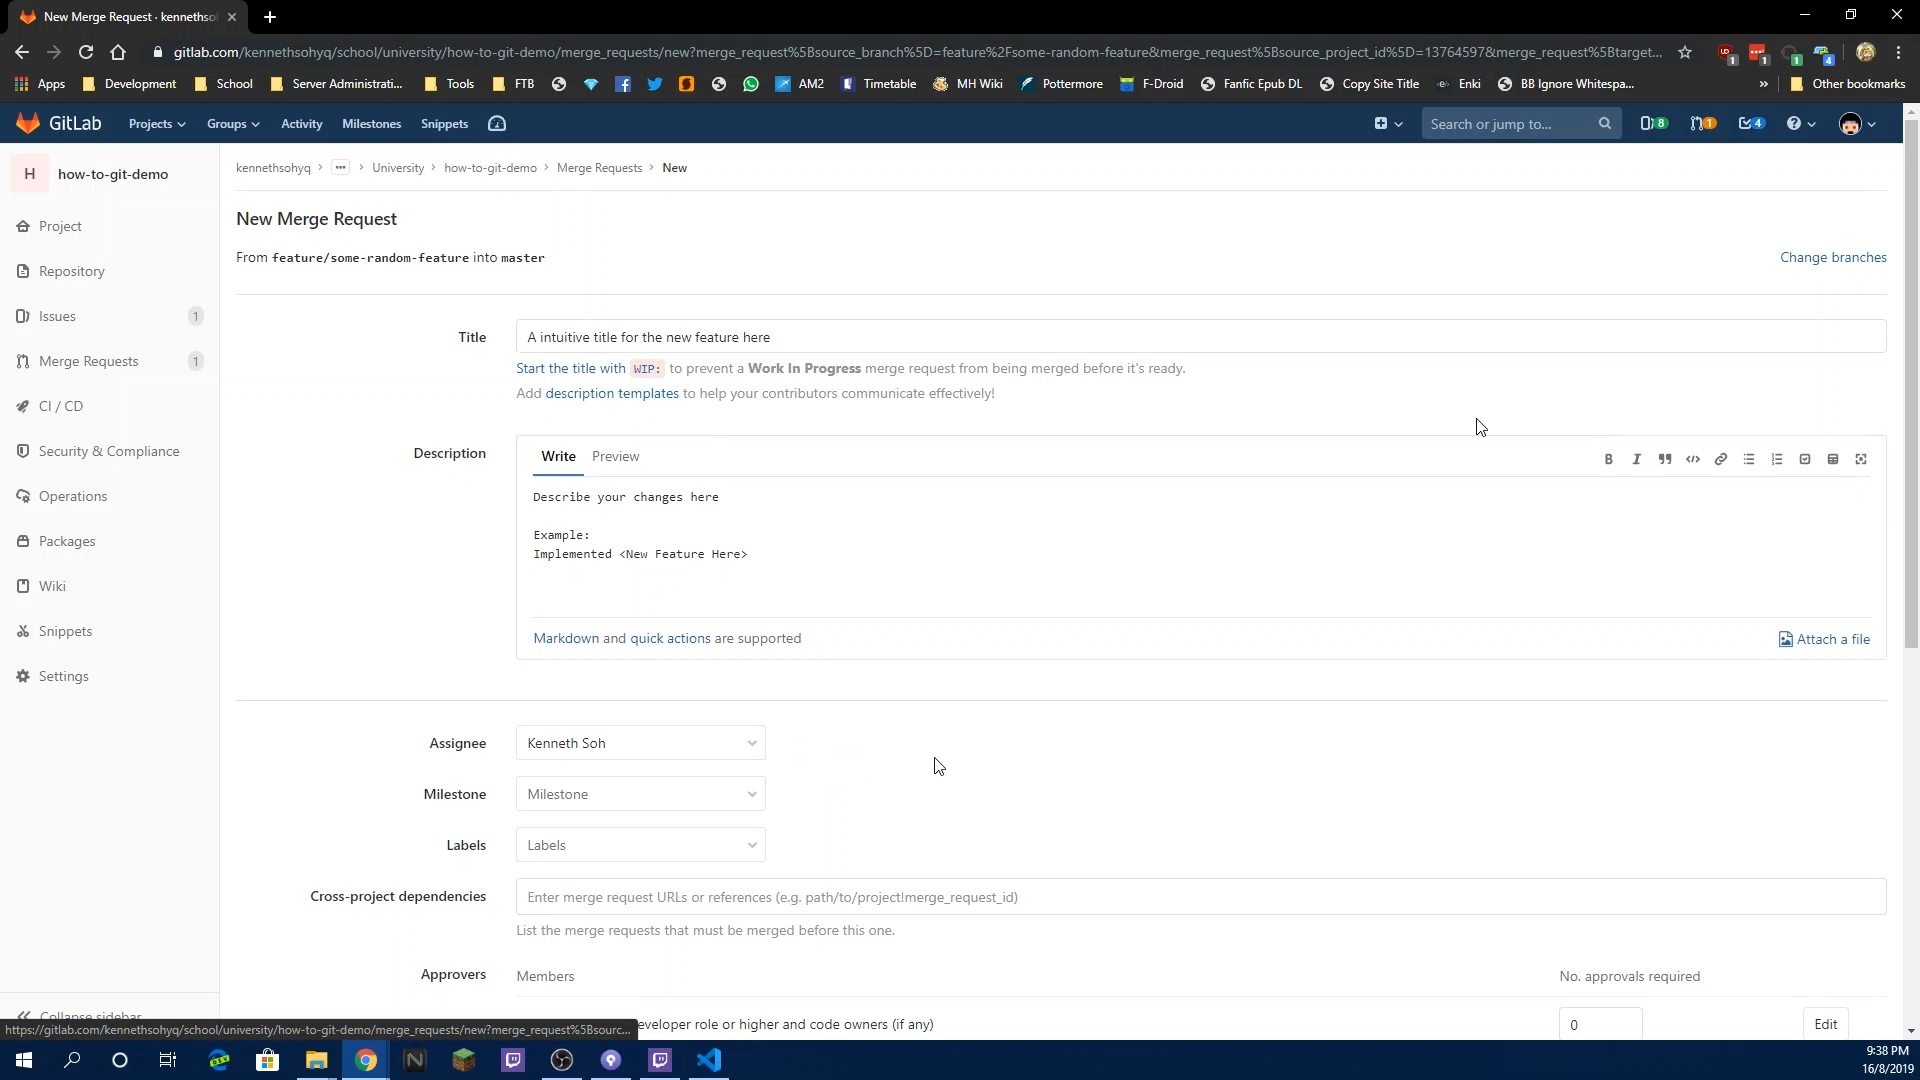 New Merge Request · kennethsoh
gitlab.com/kennethsohyq/school/university/how-to-git-demo/merge_requests/new?merge_request%5Bsource_branch%5D=feature%2Fsome-random-feature&merge_request%5Bsource_project_id%5D=13764597&merge_request%5Btarget...
1 1 1 4
Apps Development School Server Administrati... Tools FTB AM2 Timetable MH Wiki Pottermore F-Droid Fanfic Epub DL Copy Site Title Enki BB Ignore Whitespa... » Other bookmarks
GitLab Projects Groups Activity Milestones Snippets Search or jump to... 8 1 4
H how-to-git-demo
Project
Repository
Issues 1
Merge Requests 1
CI / CD
Security & Compliance
Operations
Packages
Wiki
Snippets
Settings
Collapse sidebar
kennethsohyq › ... › University › how-to-git-demo › Merge Requests › New
New Merge Request
From feature/some-random-feature into master
Change branches
Title
A intuitive title for the new feature here
Start the title with WIP: to prevent a Work In Progress merge request from being merged before it's ready.
Add description templates to help your contributors communicate effectively!
Description
Write Preview
Describe your changes here
Example:
Implemented <New Feature Here>
Markdown and quick actions are supported
Attach a file
Assignee Kenneth Soh
Milestone Milestone
Labels Labels
Cross-project dependencies Enter merge request URLs or references (e.g. path/to/project!merge_request_id)
List the merge requests that must be merged before this one.
Approvers Members No. approvals required
eveloper role or higher and code owners (if any) 0 Edit
https://gitlab.com/kennethsohyq/school/university/how-to-git-demo/merge_requests/new?merge_request%5Bsourc...
9:38 PM
16/8/2019